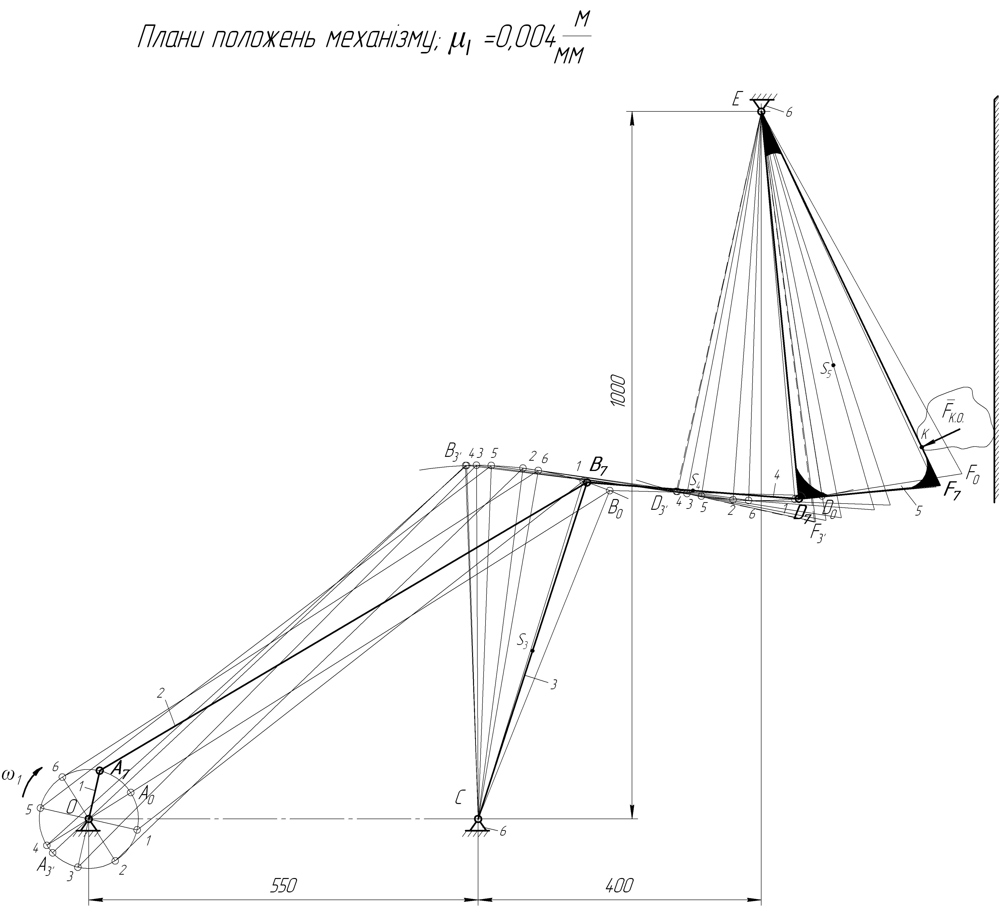 Плани положень механізму; μl =0,004 м/мм
E
6
S5
1000
F̅К.О.
К
B3' 4 3 5 2 6 1 B7
F0
S4
4
F7
D3' 4 3 5 2 6 1 D7 D0
B0
5
F3'
S3
3
2
6
A7
ω1
1
A0
O
C
5
6
4
1
A3'
3
2
550
400